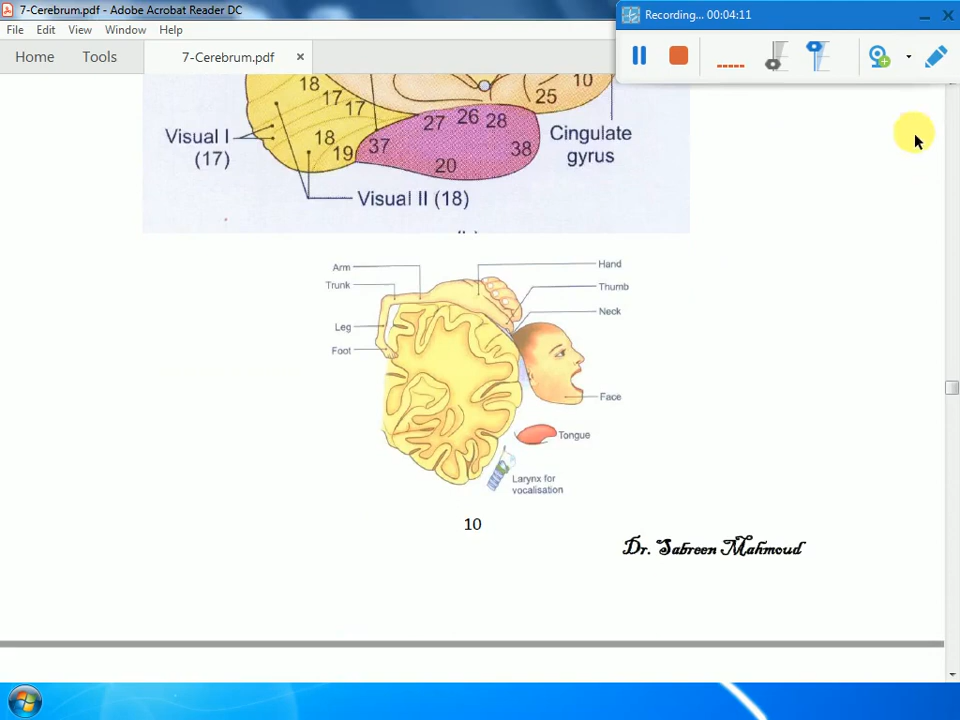 7-Cerebrum.pdf - Adobe Acrobat Reader DC
Recording... 00:04:11
File Edit View Window Help
Home Tools 7-Cerebrum.pdf ×
18 10
17 17 25
Visual I 27 26 28 Cingulate
(17) 18 37 38 gyrus
19 20
Visual II (18)
Arm Hand
Trunk Thumb
Neck
Leg
Foot
Face
Tongue
Larynx for
vocalisation
10
Dr. Sabreen Mahmoud